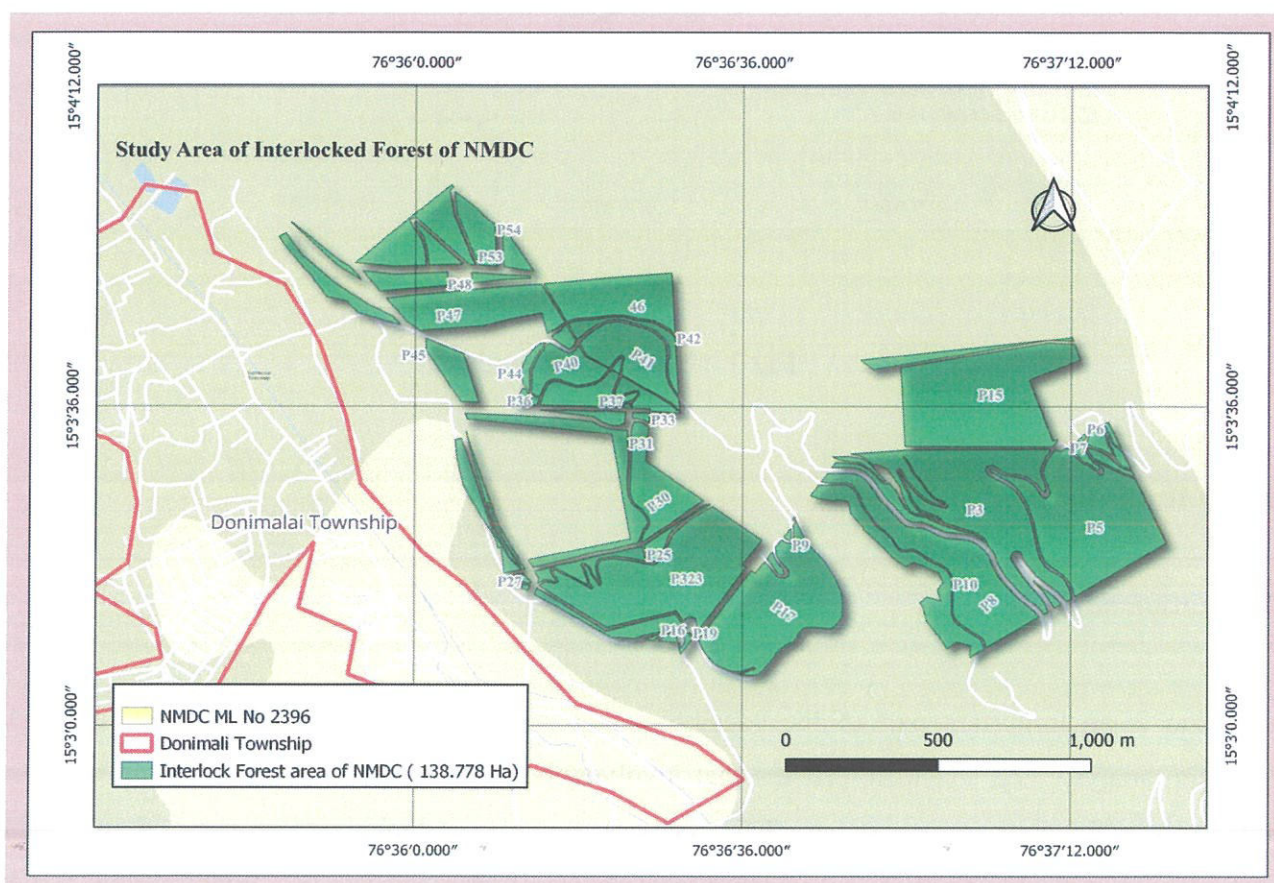 76°36'0.000" 76°36'36.000" 76°37'12.000"
15°4'12.000" 15°4'12.000"
Study Area of Interlocked Forest of NMDC
P54
P53
P48
46
P47
P42
P45
P40
P41
P44
P15
P36
P37
15°3'36.000" 15°3'36.000"
P33
P6
P31
P7
P30
P3
Donimalai Township
P5
P9
P25
P27
P323
P10
P8
P17
P16
P19
15°3'0.000" 15°3'0.000"
NMDC ML No 2396
Donimali Township
Interlock Forest area of NMDC ( 138.778 Ha)
0 500 1,000 m
76°36'0.000" 76°36'36.000" 76°37'12.000"